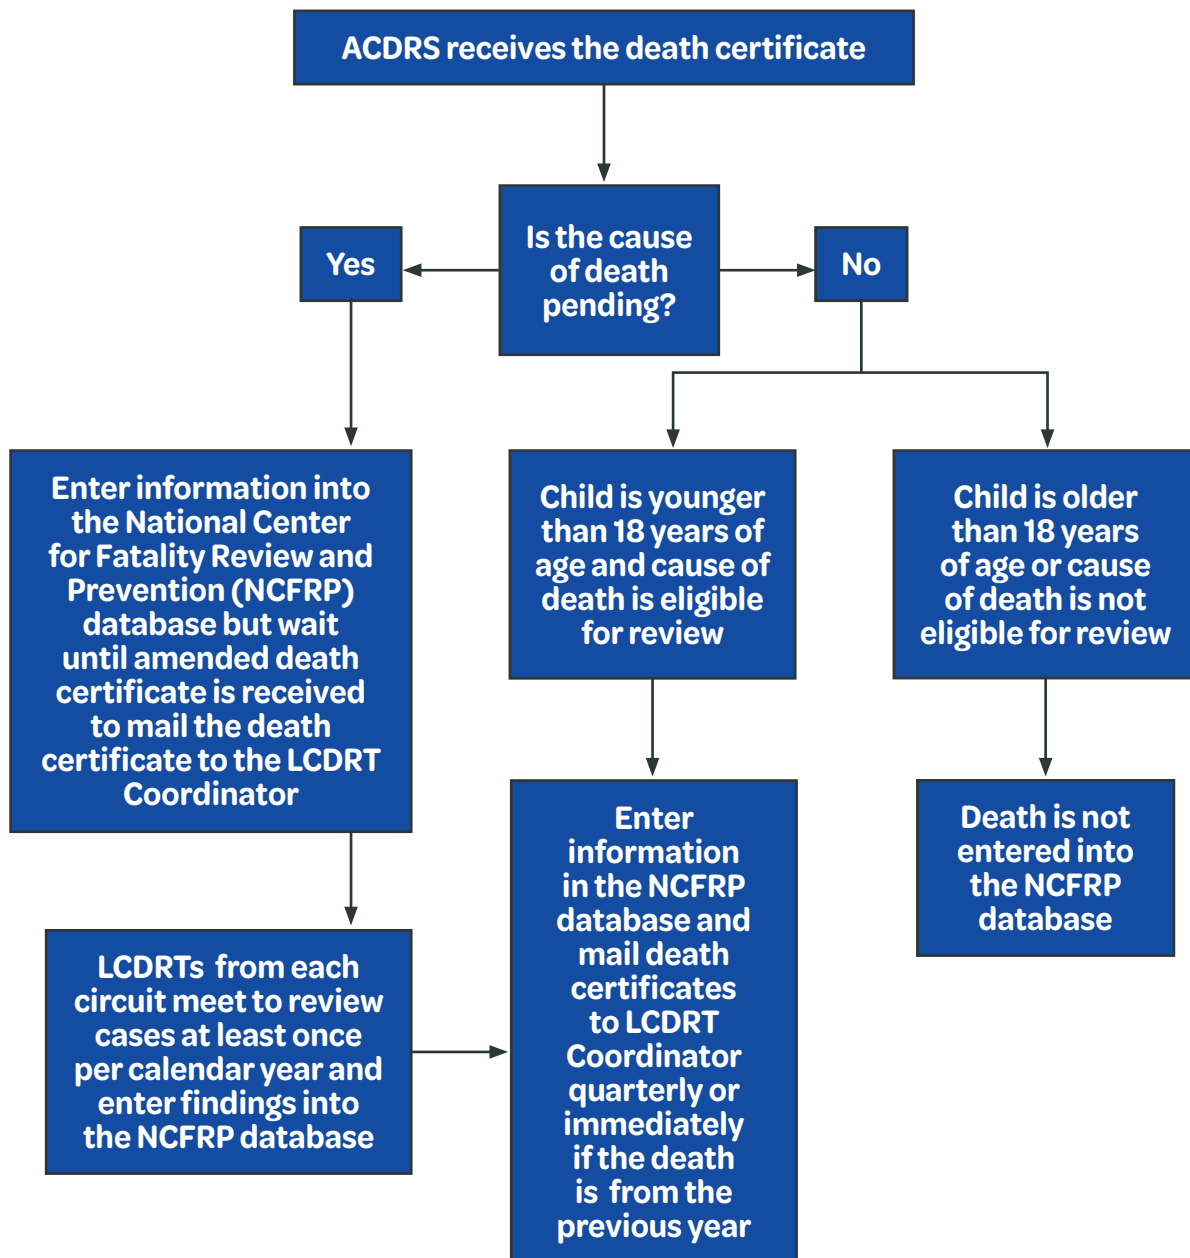 ACDRS receives the death certificate
Is the cause
of death
pending?
Yes
No
Enter information into
the National Center
for Fatality Review and
Prevention (NCFRP)
database but wait
until amended death
certificate is received
to mail the death
certificate to the LCDRT
Coordinator
Child is younger
than 18 years of
age and cause of
death is eligible
for review
Child is older
than 18 years
of age or cause
of death is not
eligible for review
LCDRTs from each
circuit meet to review
cases at least once
per calendar year and
enter findings into
the NCFRP database
Enter
information
in the NCFRP
database and
mail death
certificates
to LCDRT
Coordinator
quarterly or
immediately
if the death
is from the
previous year
Death is not
entered into
the NCFRP
database